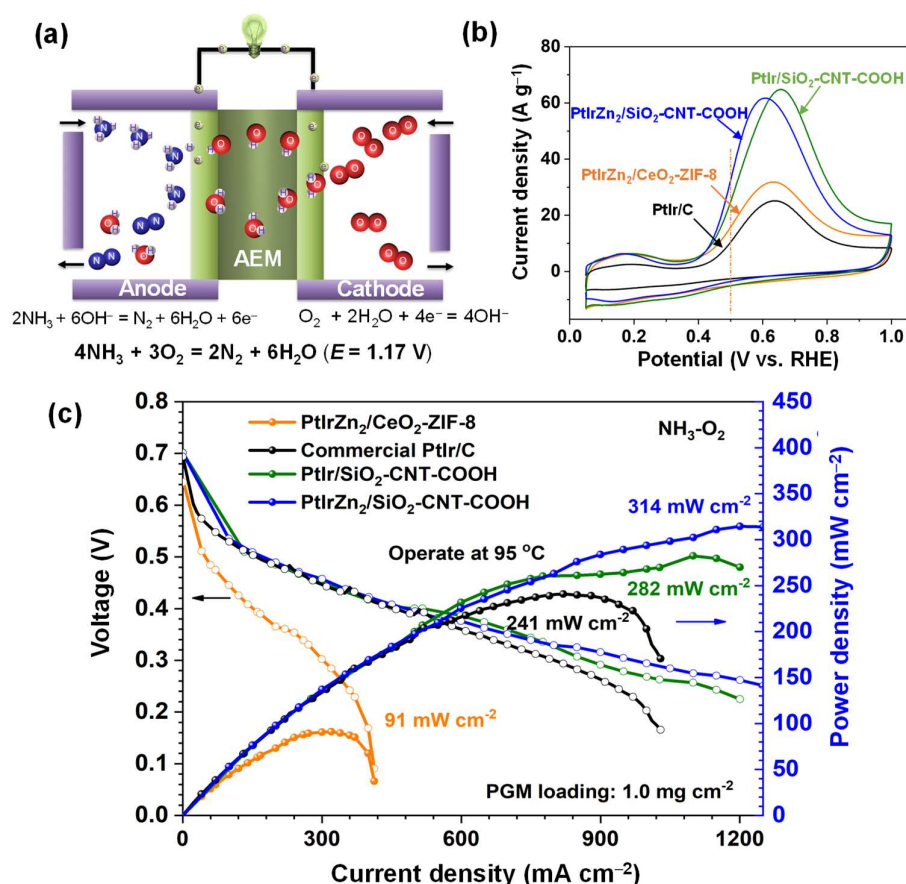 (a)
e e
e e
e
e
H N O
AEM
Anode Cathode
2NH₃ + 6OH⁻ = N₂ + 6H₂O + 6e⁻
O₂ + 2H₂O + 4e⁻ = 4OH⁻
4NH₃ + 3O₂ = 2N₂ + 6H₂O (E = 1.17 V)
(b)
Current density (A g⁻¹)
80
60
40
20
0
PtIr/SiO₂-CNT-COOH
PtIrZn₂/SiO₂-CNT-COOH
PtIrZn₂/CeO₂-ZIF-8
PtIr/C
0.0 0.2 0.4 0.6 0.8 1.0
Potential (V vs. RHE)
(c)
Voltage (V)
0.8
0.7
0.6
0.5
0.4
0.3
0.2
0.1
0.0
PtIrZn₂/CeO₂-ZIF-8
Commercial PtIr/C
PtIr/SiO₂-CNT-COOH
PtIrZn₂/SiO₂-CNT-COOH
NH₃-O₂
314 mW cm⁻²
Operate at 95 °C
282 mW cm⁻²
241 mW cm⁻²
91 mW cm⁻²
PGM loading: 1.0 mg cm⁻²
450
400
350
300
250
200
150
100
50
0
Power density (mW cm⁻²)
0 300 600 900 1200
Current density (mA cm⁻²)